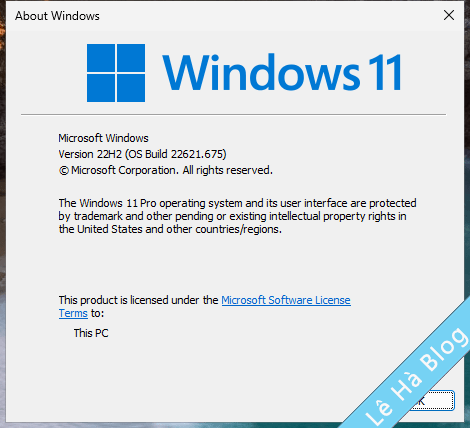 About Windows
Windows 11
Microsoft Windows
Version 22H2 (OS Build 22621.675)
© Microsoft Corporation. All rights reserved.
The Windows 11 Pro operating system and its user interface are protected
by trademark and other pending or existing intellectual property rights in
the United States and other countries/regions.
This product is licensed under the Microsoft Software License
Terms to:
This PC
Lê Hà Blog